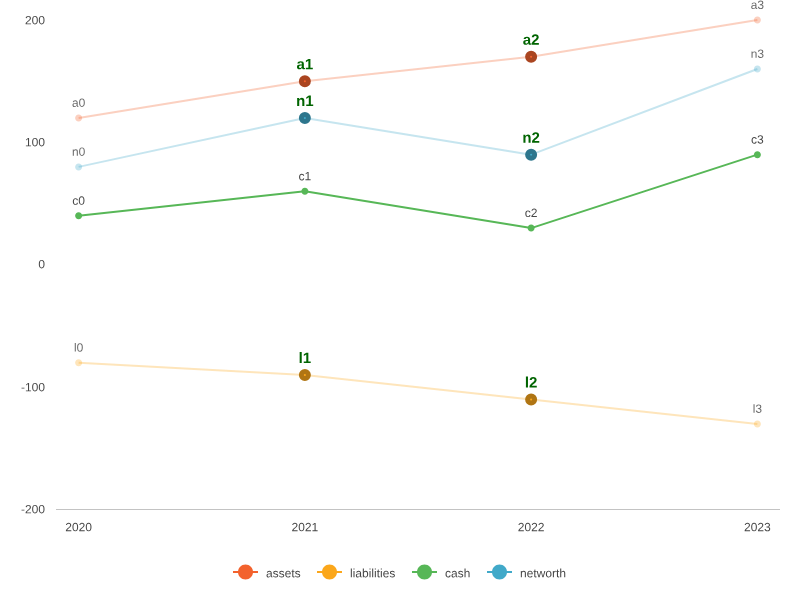 a3
200
a2
n3
a1
n1
a0
100
n2
c3
n0
c1
c0
c2
0
l0
l1
l2
-100
l3
-200
2020 2021 2022 2023
assets liabilities cash networth